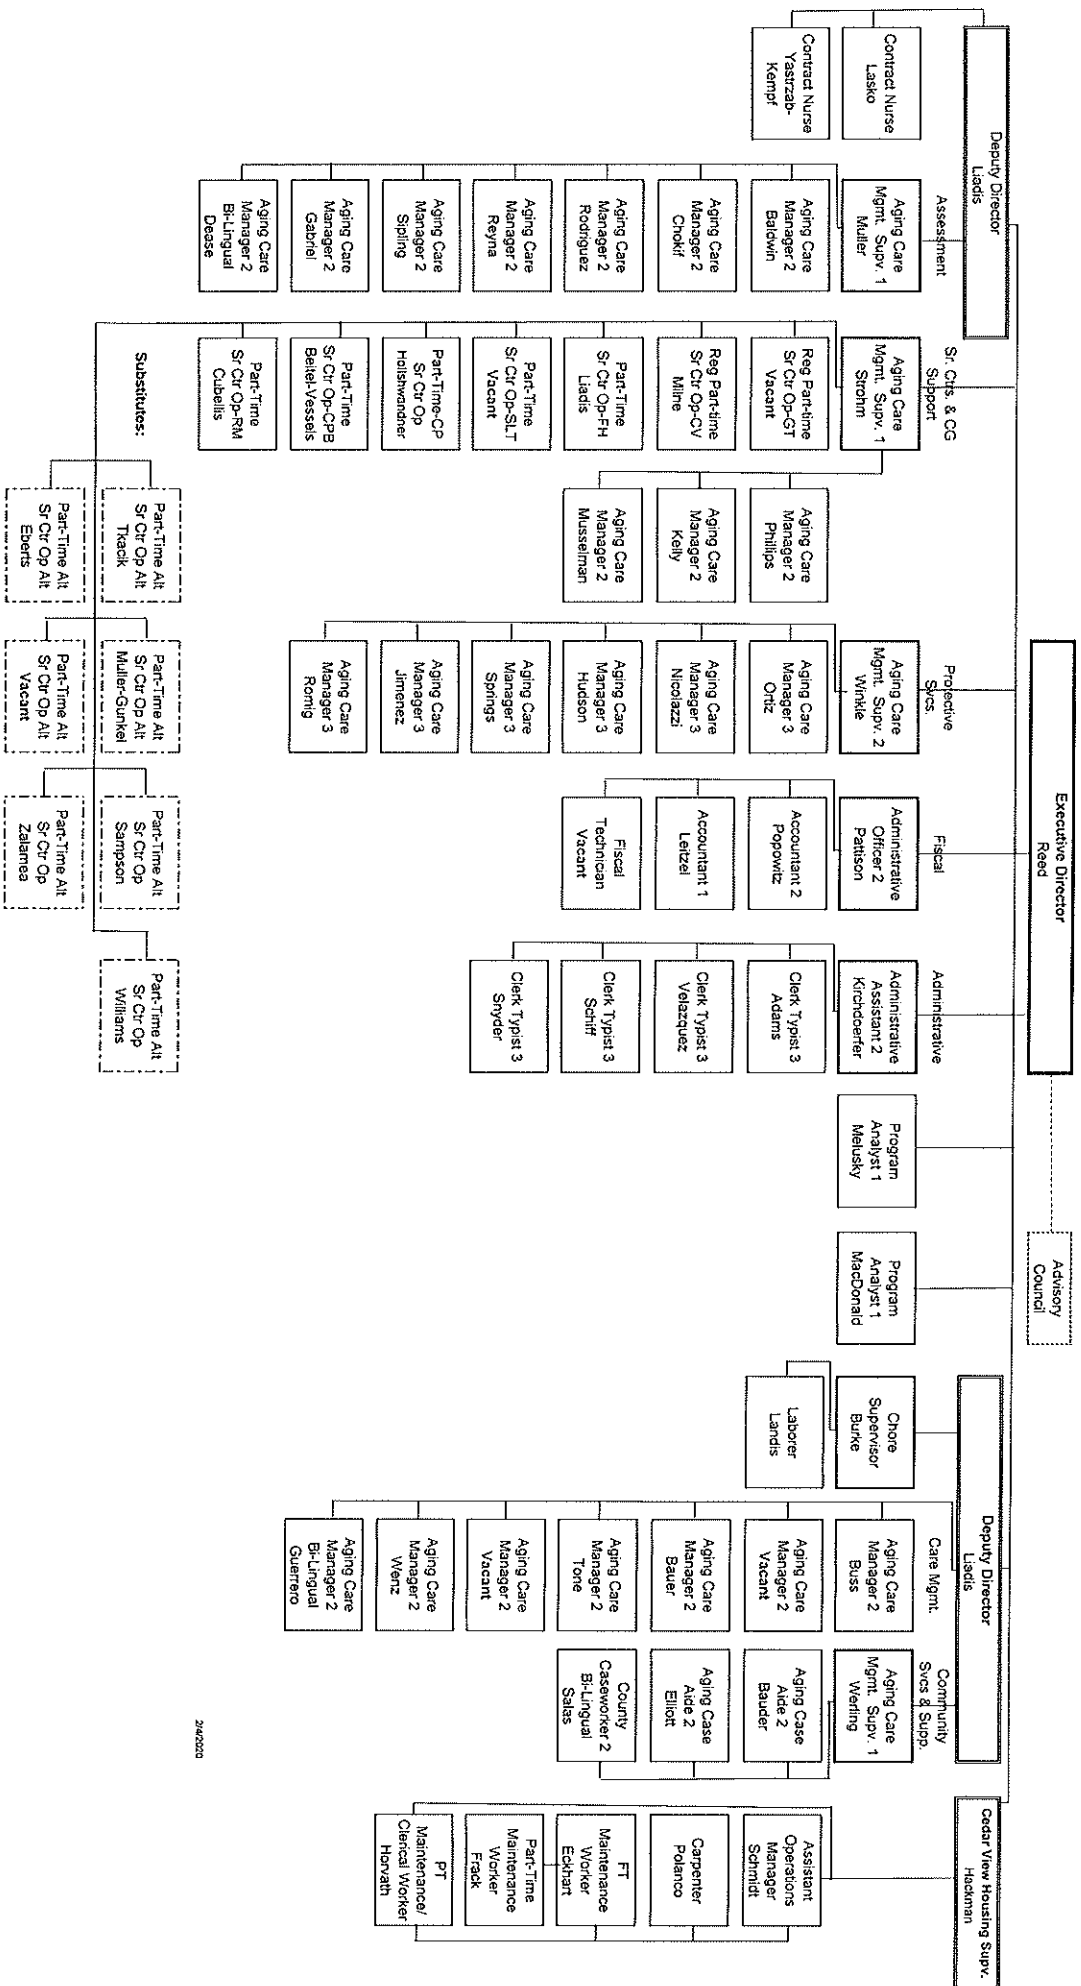 Executive Director
Reed
Advisory
Council
Deputy Director
Liadis
Contract Nurse
Lasko
Contract Nurse
Yastrzab-
Kempf
Assessment
Aging Care
Mgmt. Supv. 1
Muller
Aging Care
Manager 2
Baldwin
Aging Care
Manager 2
Chokif
Aging Care
Manager 2
Rodriguez
Aging Care
Manager 2
Reyna
Aging Care
Manager 2
Sipling
Aging Care
Manager 2
Gabriel
Aging Care
Manager 2
Bi-Lingual
Dease
Sr. Ctrs. & CG
Support
Aging Care
Mgmt. Supv. 1
Strohm
Reg Part-time
Sr Ctr Op-GT
Vacant
Reg Part-time
Sr Ctr Op-CV
Milne
Part-Time
Sr Ctr Op-FH
Liadis
Part-Time
Sr Ctr Op-SLT
Vacant
Part-Time-CP
Sr Ctr Op
Holshwandner
Part-Time
Sr Ctr Op-CPB
Beitel-Vessels
Part-Time
Sr Ctr Op-RM
Cubellis
Aging Care
Manager 2
Phillips
Aging Care
Manager 2
Kelly
Aging Care
Manager 2
Musselman
Substitutes:
Part-Time Alt
Sr Ctr Op Alt
Tkacik
Part-Time Alt
Sr Ctr Op Alt
Eberts
Part-Time Alt
Sr Ctr Op Alt
Muller-Gunkel
Part-Time Alt
Sr Ctr Op Alt
Vacant
Part-Time Alt
Sr Ctr Op
Sampson
Part-Time Alt
Sr Ctr Op
Zalamea
Part-Time Alt
Sr Ctr Op
Williams
Protective
Svcs.
Aging Care
Mgmt. Supv. 2
Winkle
Aging Care
Manager 3
Ortiz
Aging Care
Manager 3
Nicolazzi
Aging Care
Manager 3
Hudson
Aging Care
Manager 3
Springs
Aging Care
Manager 3
Jimenez
Aging Care
Manager 3
Romig
Fiscal
Administrative
Officer 2
Pattison
Accountant 2
Popowitz
Accountant 1
Leitzel
Fiscal
Technician
Vacant
Administrative
Administrative
Assistant 2
Kirchdoerfer
Clerk Typist 3
Adams
Clerk Typist 3
Velazquez
Clerk Typist 3
Schiff
Clerk Typist 3
Snyder
Program
Analyst 1
Melusky
Program
Analyst 1
MacDonald
Deputy Director
Liadis
Chore
Supervisor
Burke
Laborer
Landis
Care Mgmt.
Aging Care
Manager 2
Buss
Aging Care
Manager 2
Vacant
Aging Care
Manager 2
Bauer
Aging Care
Manager 2
Tone
Aging Care
Manager 2
Vacant
Aging Care
Manager 2
Wenz
Aging Care
Manager 2
Bi-Lingual
Guerrero
Community
Svcs & Supp.
Aging Care
Mgmt. Supv. 1
Werling
Aging Case
Aide 2
Bauder
Aging Case
Aide 2
Elliott
County
Caseworker 2
Bi-Lingual
Salas
Cedar View Housing Supv.
Hackman
Assistant
Operations
Manager
Schmidt
Carpenter
Polanco
FT
Maintenance
Worker
Eckhart
Part-Time
Maintenance
Worker
Frack
PT
Maintenance/
Clerical Worker
Horvath
2/4/2020